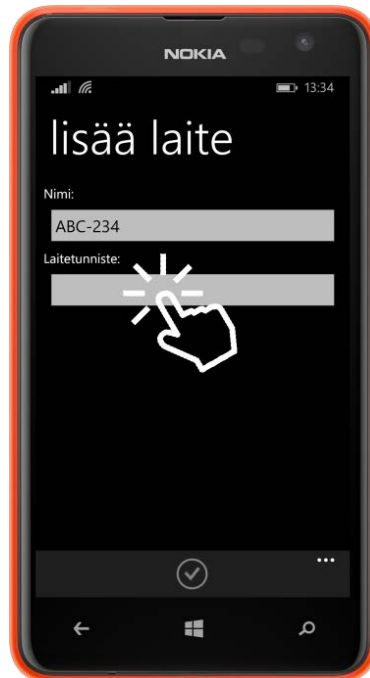 NOKIA
13:34
lisää laite
Nimi:
ABC-234
Laitetunniste: